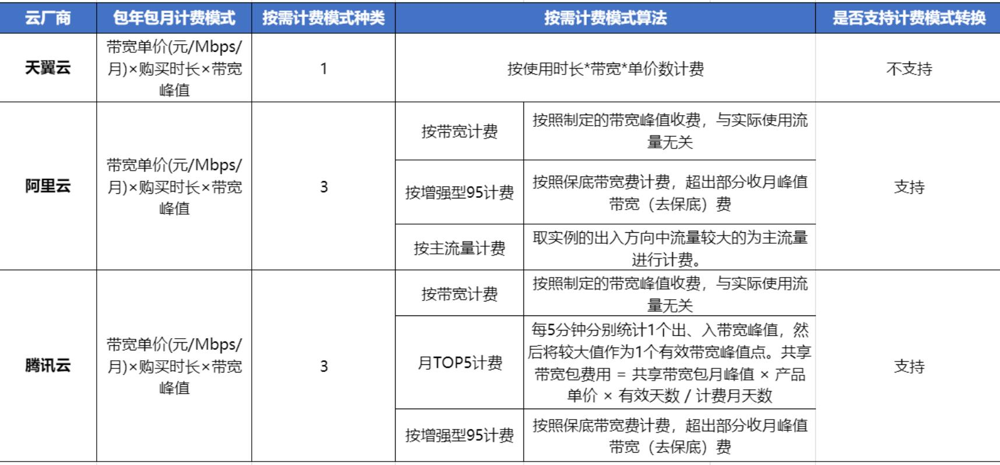 云厂商
包年包月计费模式
按需计费模式种类
按需计费模式算法
是否支持计费模式转换
天翼云
带宽单价(元/Mbps/
月)×购买时长×带宽
峰值
1
按使用时长*带宽*单价数计费
不支持
阿里云
带宽单价(元/Mbps/
月)×购买时长×带宽
峰值
3
按带宽计费
按照制定的带宽峰值收费，与实际使用流
量无关
按增强型95计费
按照保底带宽费计费，超出部分收月峰值
带宽（去保底）费
按主流量计费
取实例的出入方向中流量较大的为主流量
进行计费。
支持
腾讯云
带宽单价(元/Mbps/
月)×购买时长×带宽
峰值
3
按带宽计费
按照制定的带宽峰值收费，与实际使用流
量无关
月TOP5计费
每5分钟分别统计1个出、入带宽峰值，然
后将较大值作为1个有效带宽峰值点。共享
带宽包费用 = 共享带宽包月峰值 × 产品
单价 × 有效天数 / 计费月天数
按增强型95计费
按照保底带宽费计费，超出部分收月峰值
带宽（去保底）费
支持